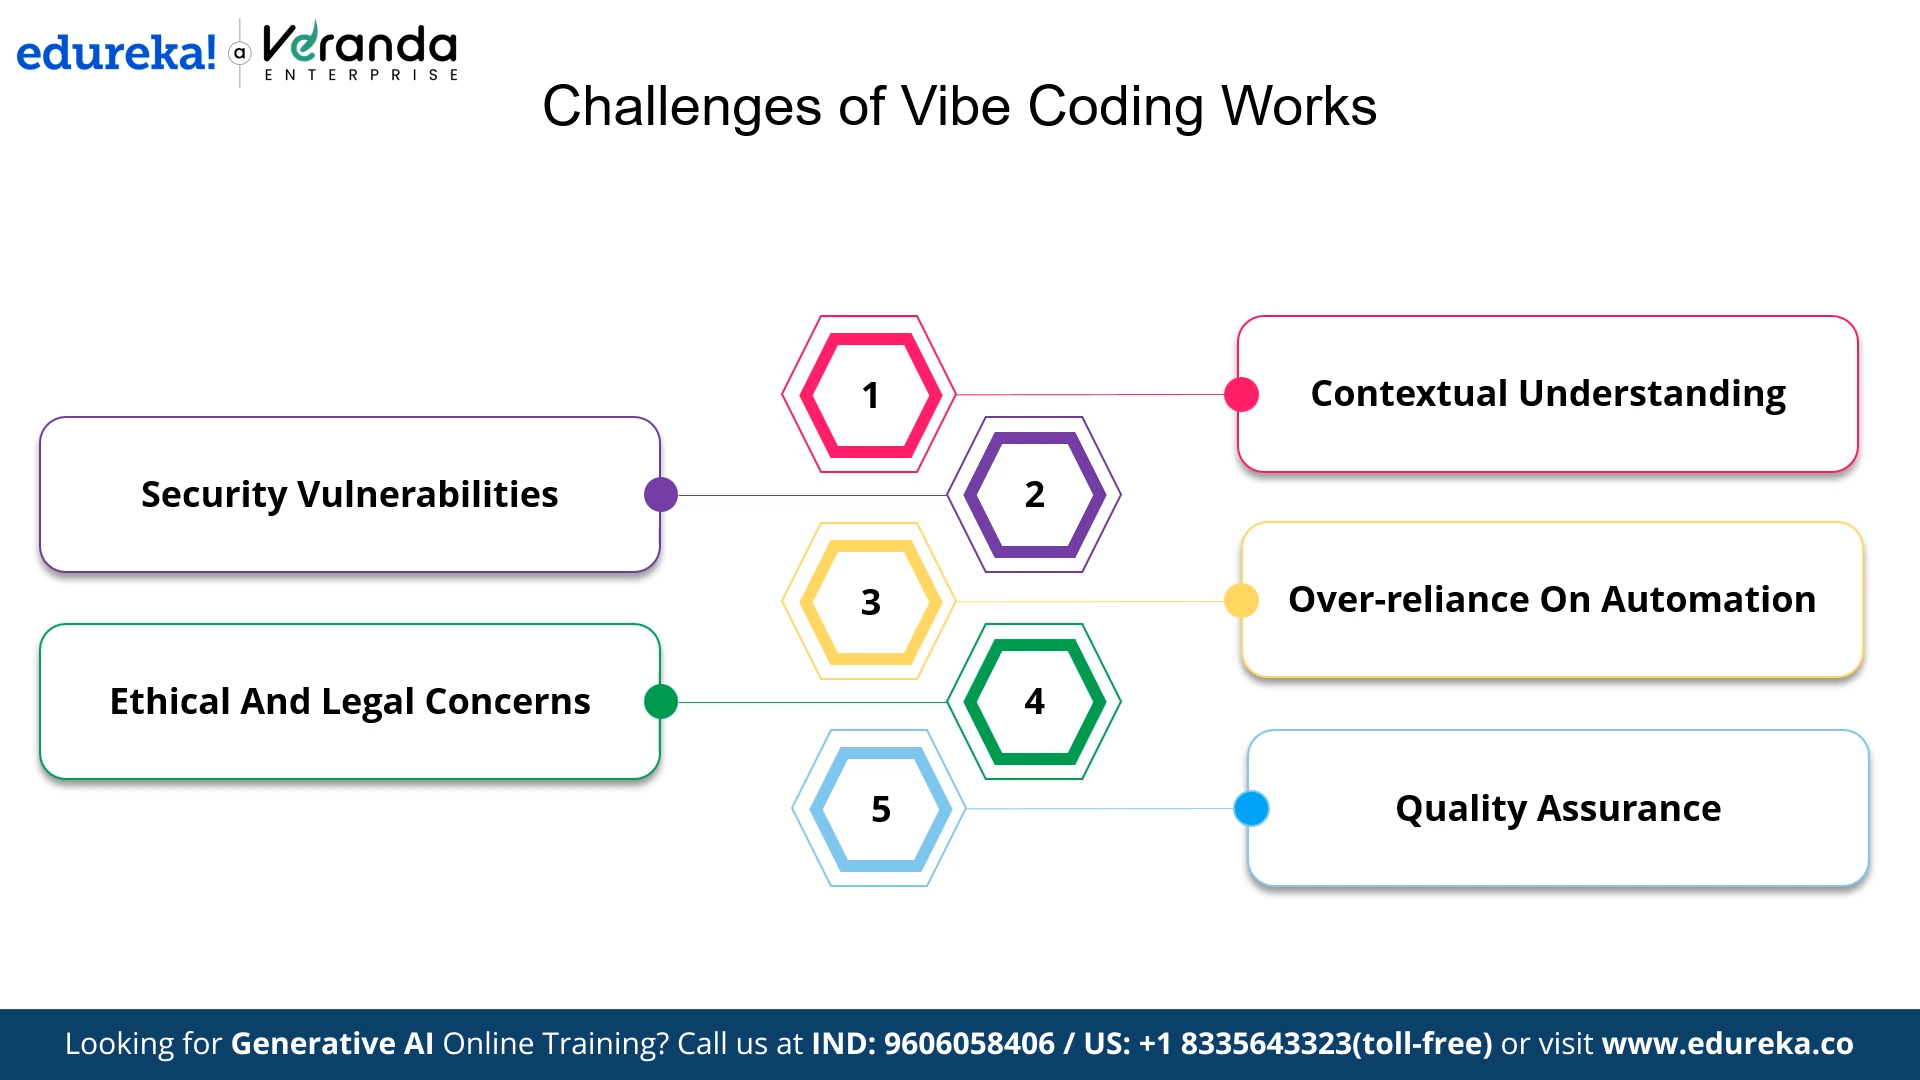 edureka! a Veranda
ENTERPRISE
Challenges of Vibe Coding Works
1
Contextual Understanding
Security Vulnerabilities
2
3
Over-reliance On Automation
Ethical And Legal Concerns
4
5
Quality Assurance
Looking for Generative AI Online Training? Call us at IND: 9606058406 / US: +1 8335643323(toll-free) or visit www.edureka.co